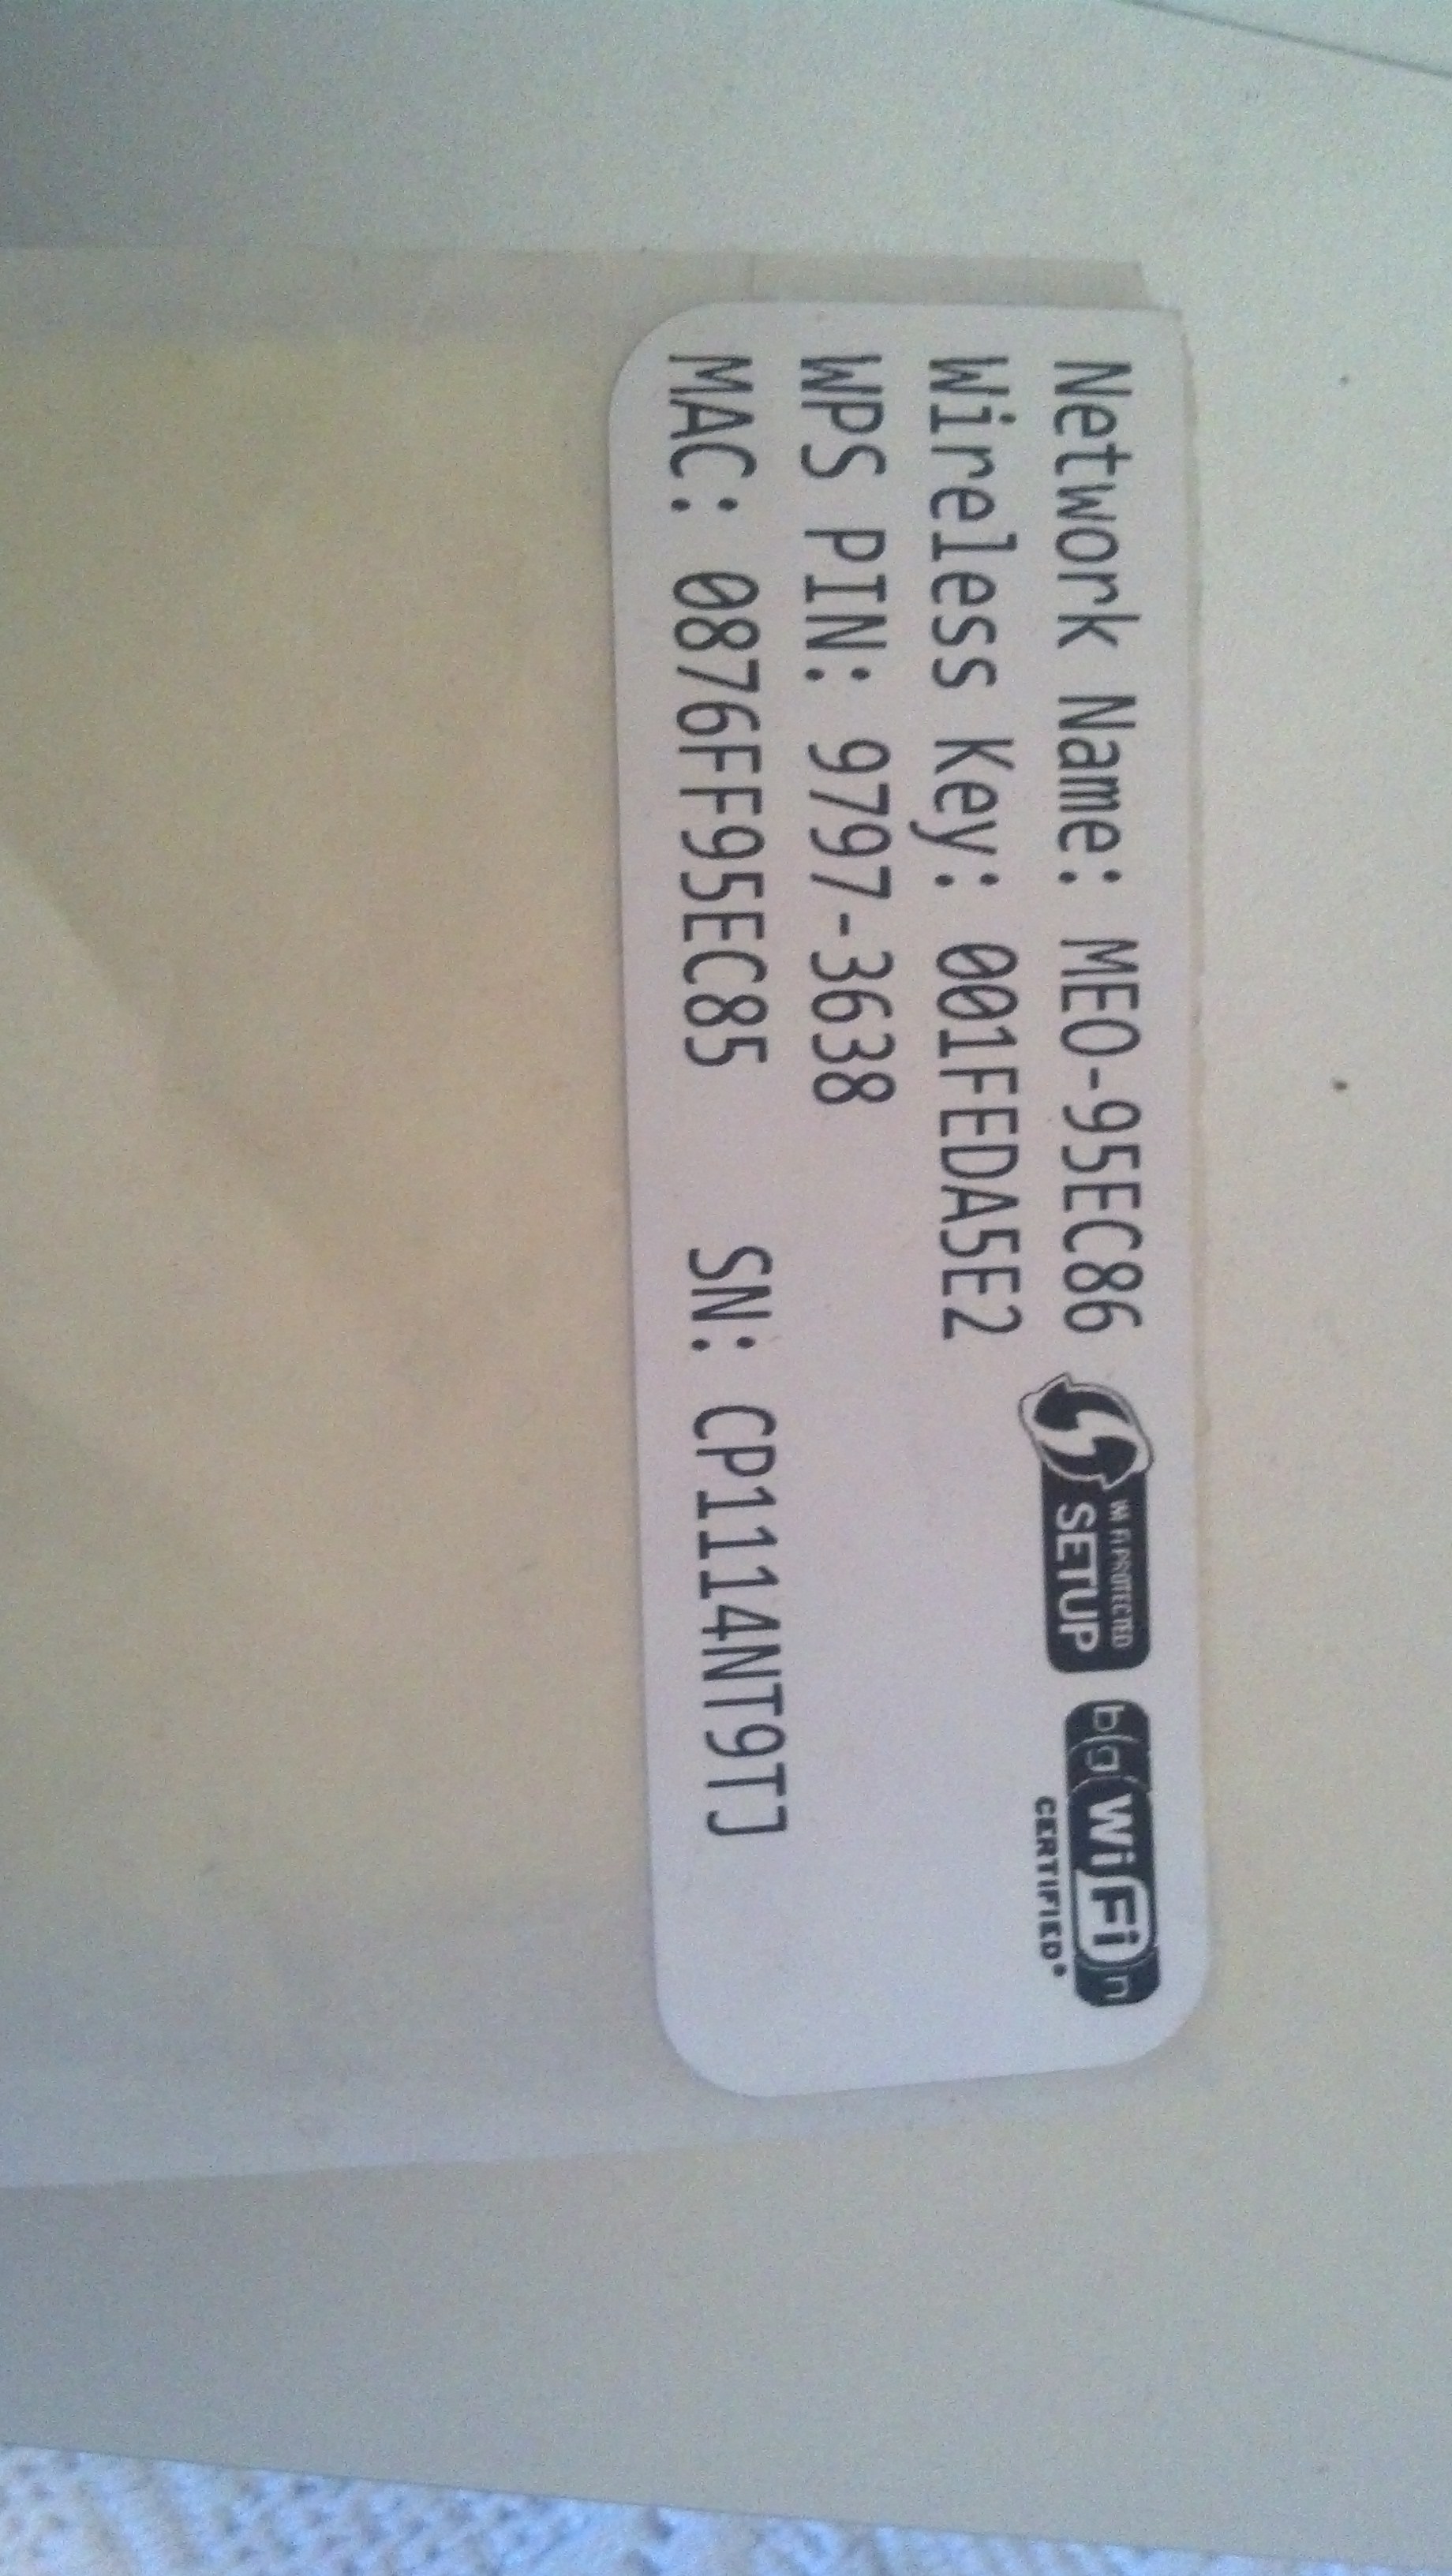 Network Name: MEO-95EC86
Wireless Key: 001FEDA5E2
WPS PIN: 9797-3638
MAC: 0876FF95EC85 SN: CP1114NT9TJ
WI FI PROTECTED
SETUP
b g WiFi n
CERTIFIED